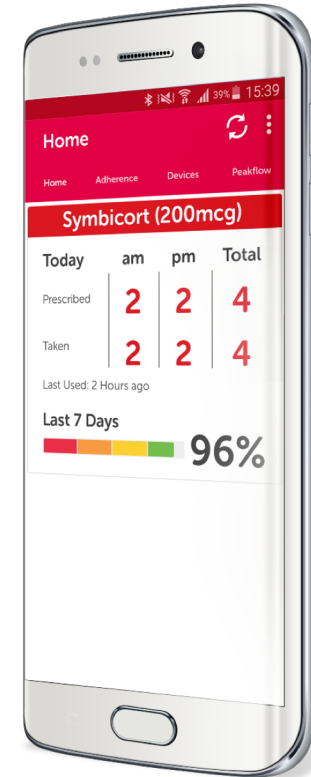 39% 15:39
Home
Home Adherence Devices Peakflow
Symbicort (200mcg)
Today am pm Total
Prescribed 2 2 4
Taken 2 2 4
Last Used: 2 Hours ago
Last 7 Days
96%